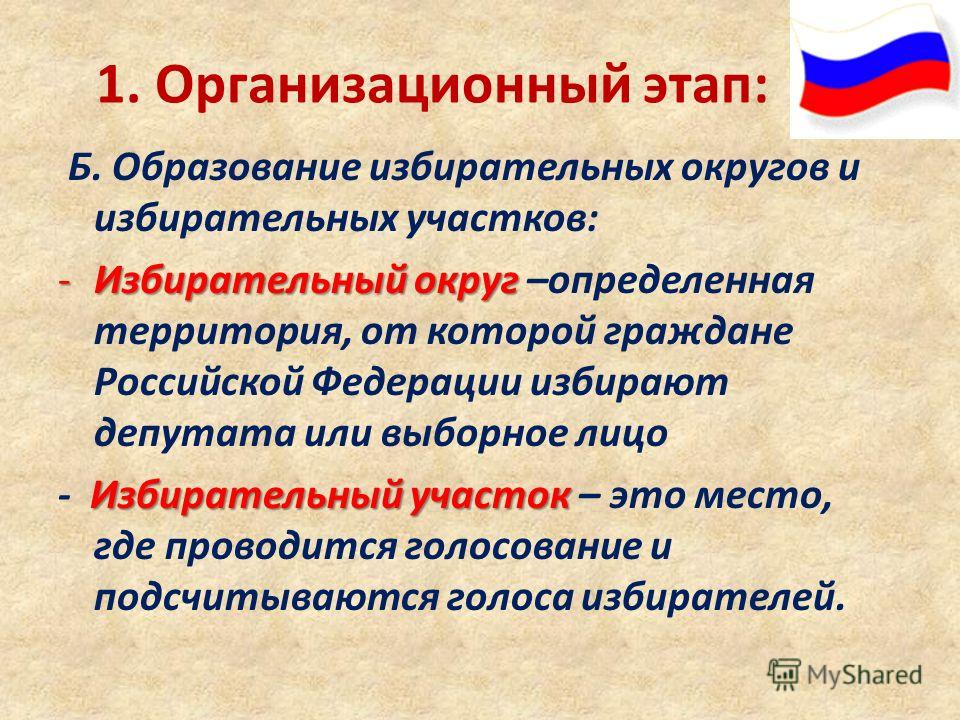 1. Организационный этап:
Б. Образование избирательных округов и
избирательных участков:
- Избирательный округ –определенная
территория, от которой граждане
Российской Федерации избирают
депутата или выборное лицо
- Избирательный участок – это место,
где проводится голосование и
подсчитываются голоса избирателей.
MyShared